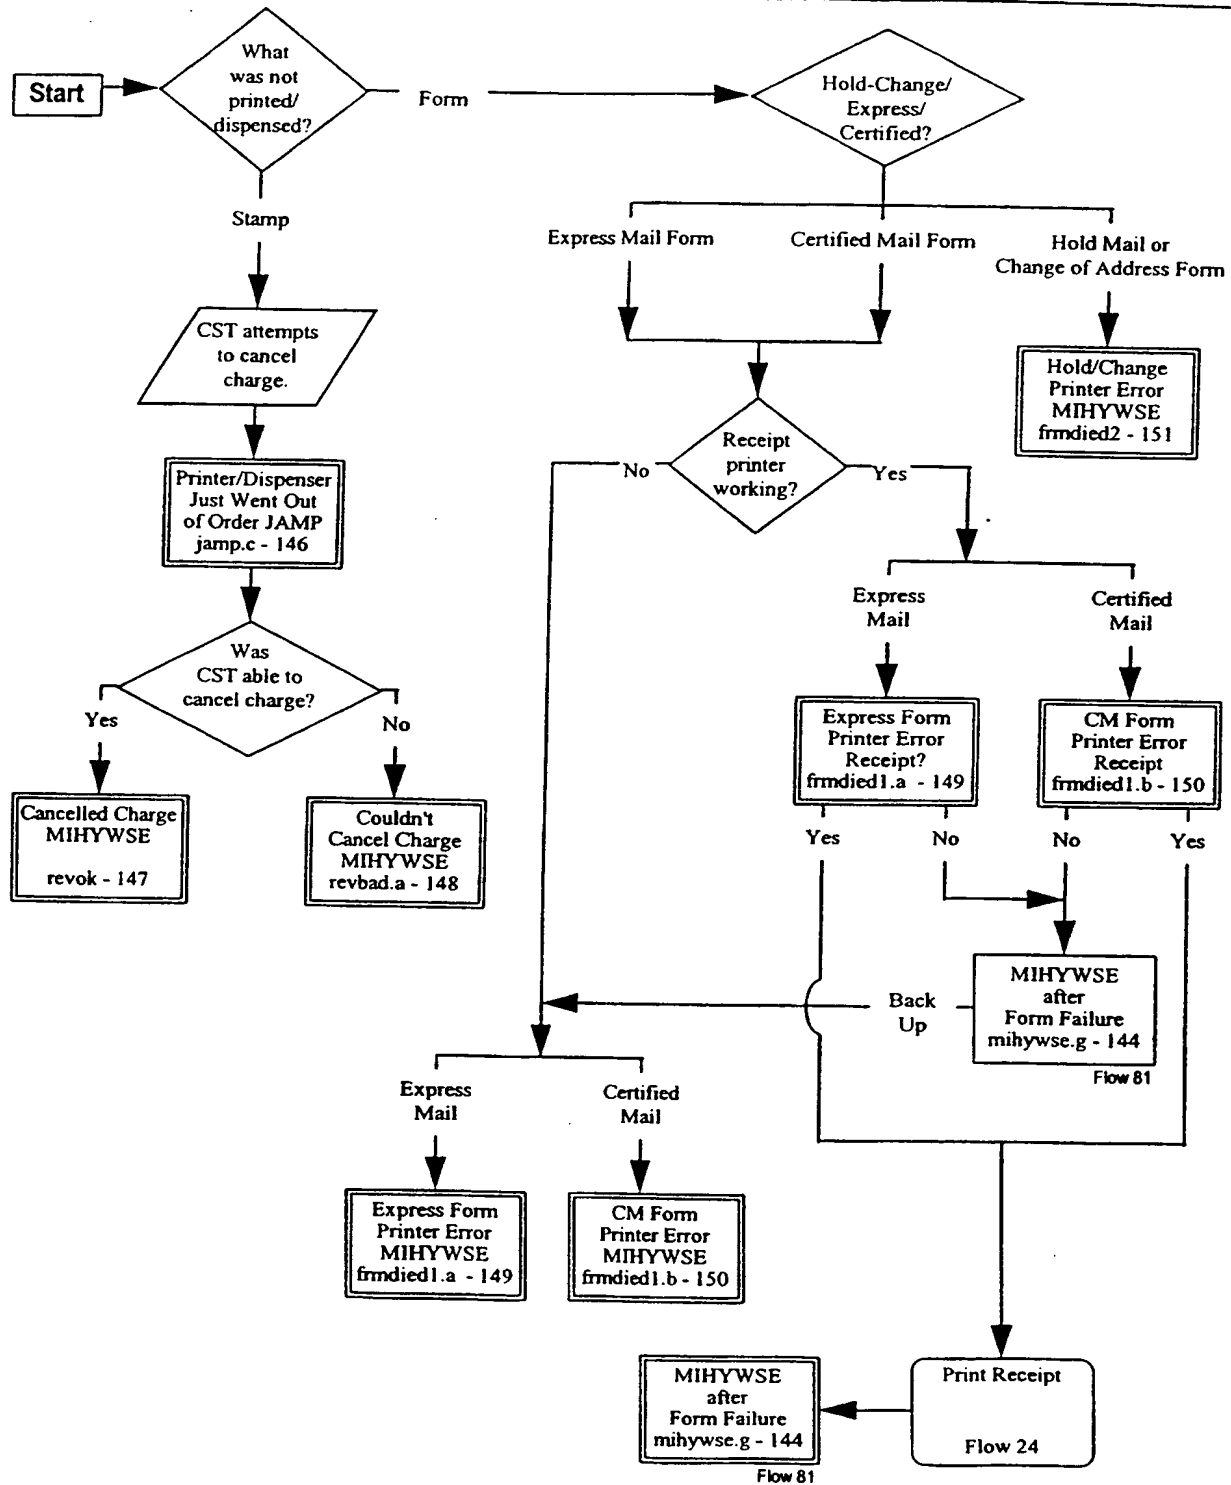 Start
What
was not
printed/
dispensed?
Form
Hold-Change/
Express/
Certified?
Stamp
Express Mail Form
Certified Mail Form
Hold Mail or
Change of Address Form
CST attempts
to cancel
charge.
Hold/Change
Printer Error
MIHYWSE
frmdied2 - 151
Printer/Dispenser
Just Went Out
of Order JAMP
jamp.c - 146
Receipt
printer
working?
No
Yes
Was
CST able to
cancel charge?
Yes
No
Express
Mail
Certified
Mail
Cancelled Charge
MIHYWSE
revok - 147
Couldn't
Cancel Charge
MIHYWSE
revbad.a - 148
Express Form
Printer Error
Receipt?
frmdied1.a - 149
CM Form
Printer Error
Receipt
frmdied1.b - 150
Yes
No
No
Yes
MIHYWSE
after
Form Failure
mihywse.g - 144
Flow 81
Back
Up
Express
Mail
Certified
Mail
Express Form
Printer Error
MIHYWSE
frmdied1.a - 149
CM Form
Printer Error
MIHYWSE
frmdied1.b - 150
MIHYWSE
after
Form Failure
mihywse.g - 144
Flow 81
Print Receipt
Flow 24